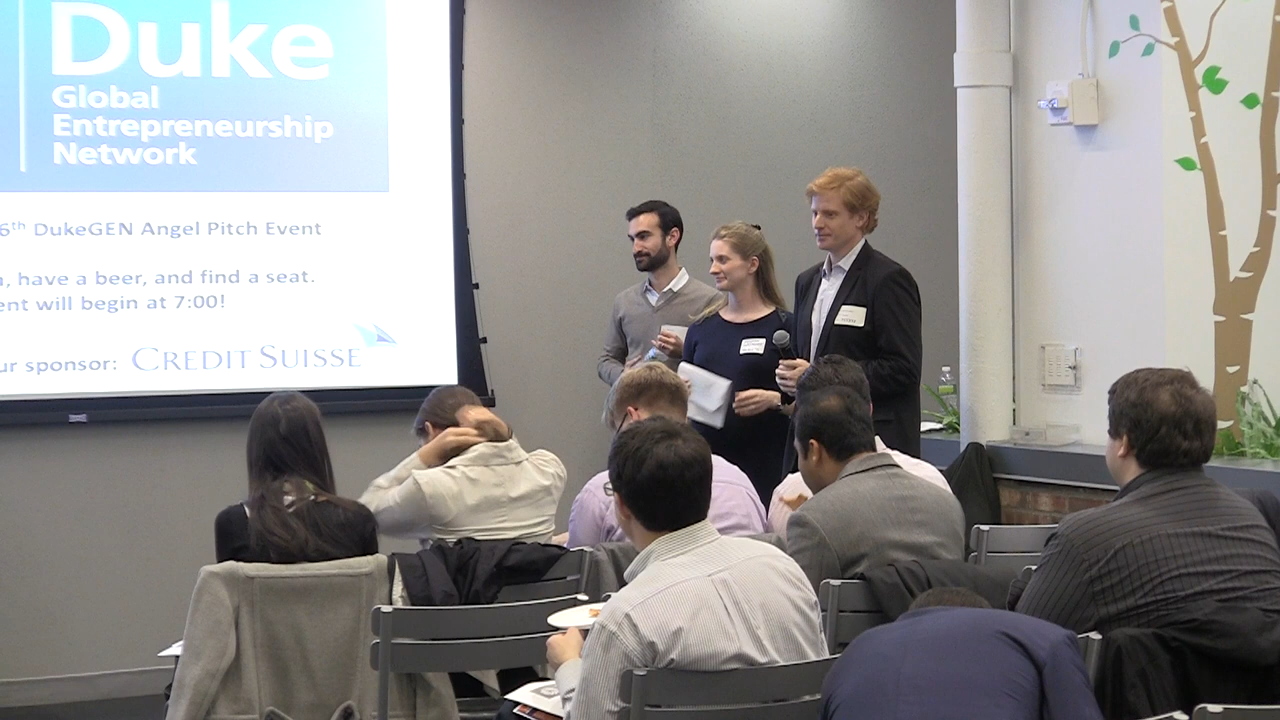 Duke
Global
Entrepreneurship
Network
6th DukeGEN Angel Pitch Event
, have a beer, and find a seat.
ent will begin at 7:00!
ur sponsor: CREDIT SUISSE